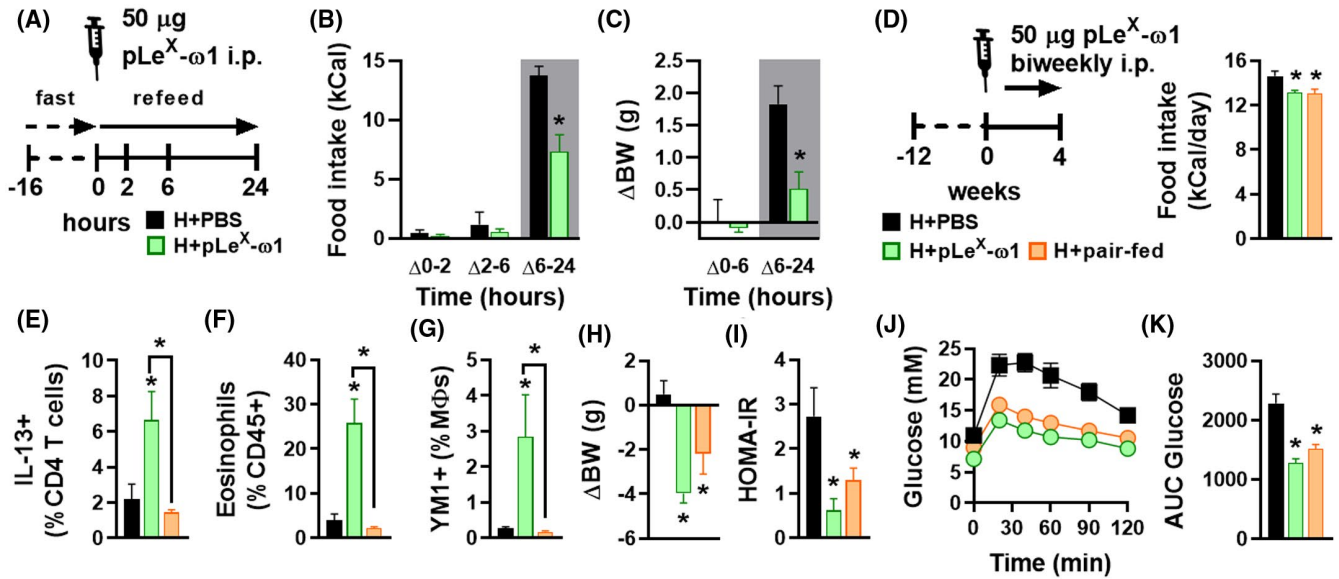 (A)
50 μg
pLeX-ω1 i.p.
fast
refeed
-16
0
2
6
24
hours
H+PBS
H+pLeX-ω1
(B)
Food intake (kCal)
15
10
5
0
*
Δ0-2
Δ2-6
Δ6-24
Time (hours)
(C)
ΔBW (g)
2.5
2.0
1.5
1.0
0.5
0.0
*
Δ0-6
Δ6-24
Time (hours)
(D)
50 μg pLeX-ω1
biweekly i.p.
-12
0
4
weeks
H+PBS
H+pLeX-ω1
H+pair-fed
Food intake
(kCal/day)
16
12
8
4
0
* *
(E)
IL-13+
(%CD4 T cells)
10
8
6
4
2
0
*
*
(F)
Eosinophils
(%CD45+)
40
30
20
10
0
*
*
(G)
YM1+ (%MΦs)
5
4
3
2
1
0
*
*
(H)
ΔBW (g)
2
0
-2
-4
-6
*
*
(I)
HOMA-IR
4
3
2
1
0
*
*
(J)
Glucose (mM)
25
20
15
10
5
0
0
30
60
90
120
Time (min)
(K)
AUC Glucose
3000
2000
1000
0
*
*